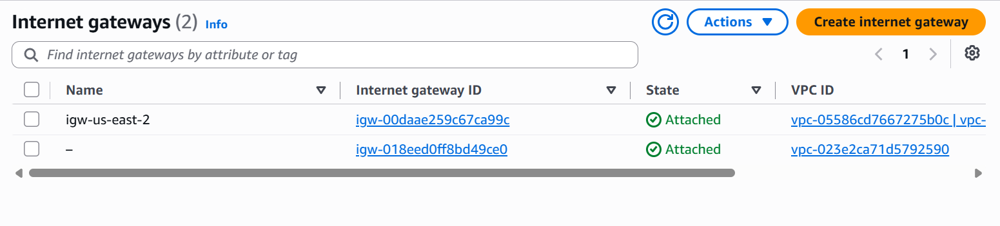 Internet gateways (2) Info
Actions
Create internet gateway
Find internet gateways by attribute or tag
1
Name Internet gateway ID State VPC ID
igw-us-east-2 igw-00daae259c67ca99c Attached vpc-05586cd7667275b0c | vpc-
– igw-018eed0ff8bd49ce0 Attached vpc-023e2ca71d5792590